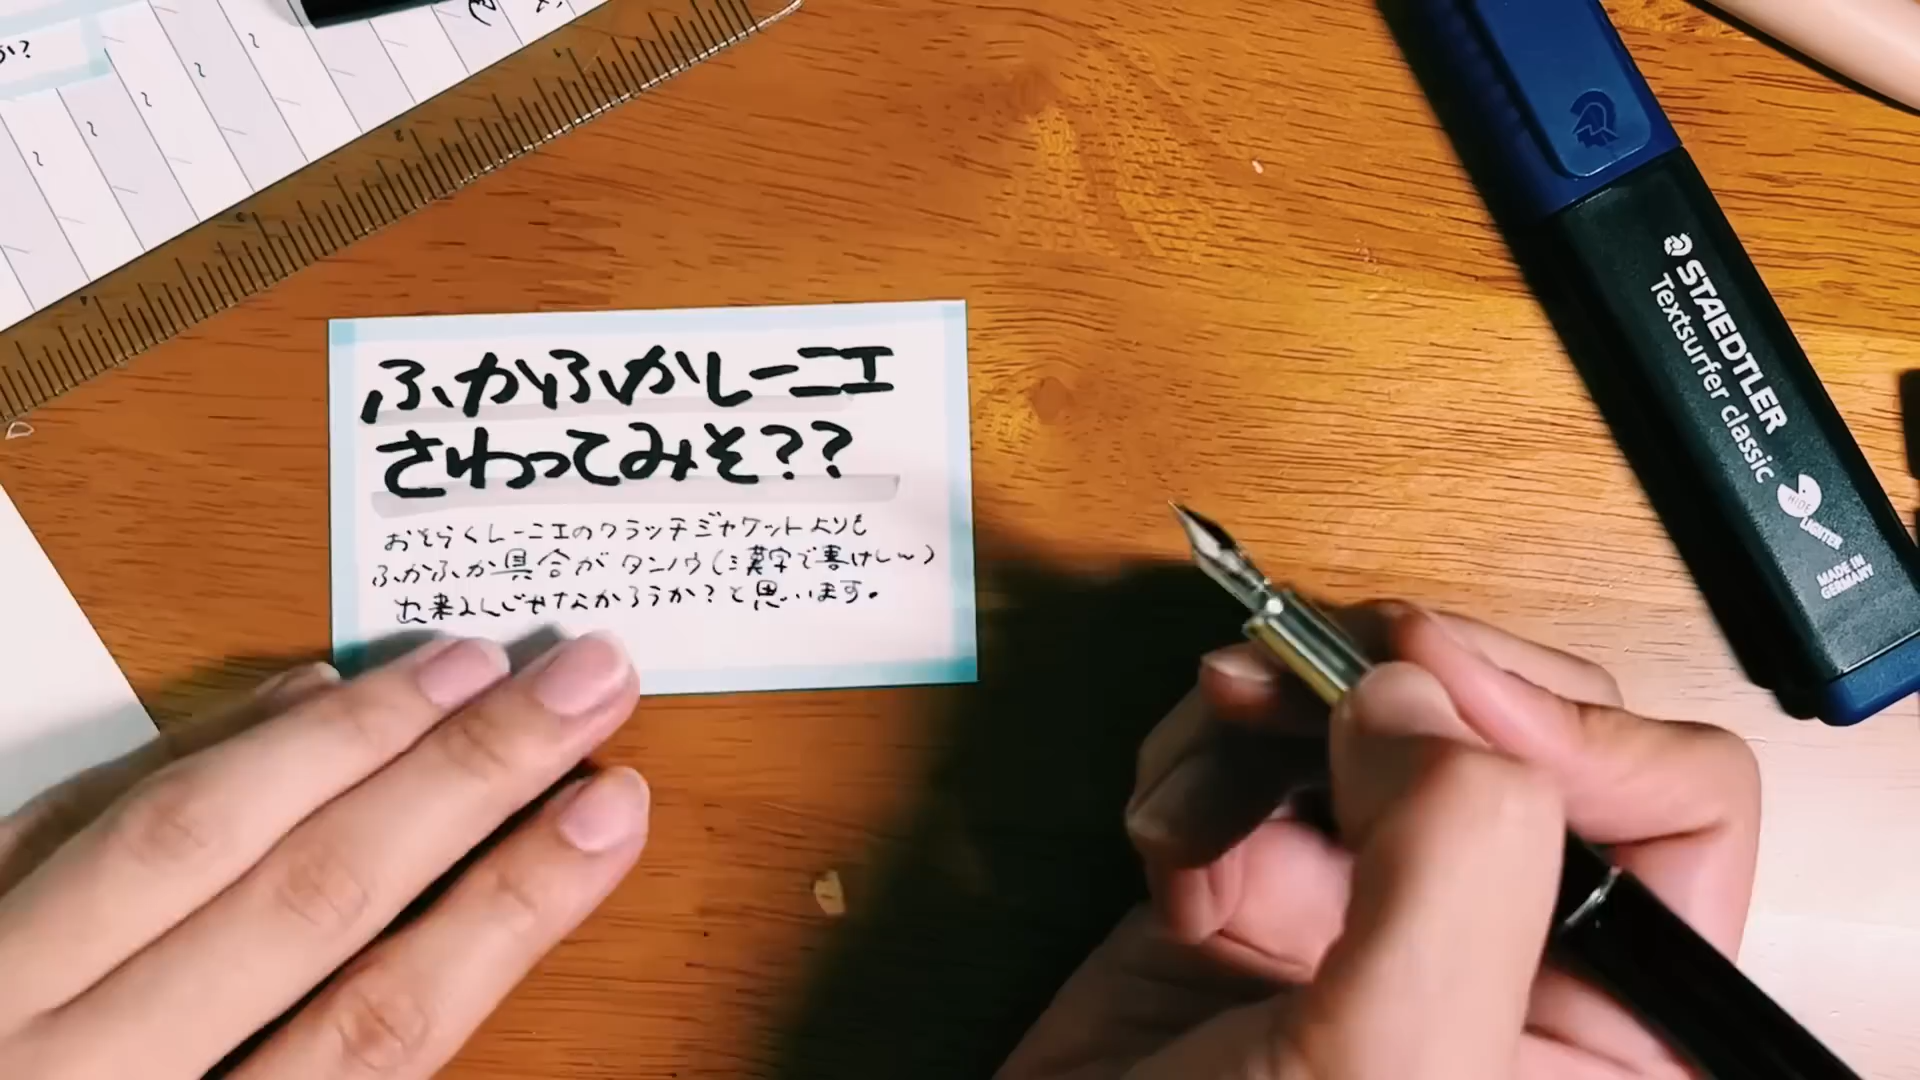 か?
ふかふかレーニエ
さわってみそ??
おそらくレーニエのクラッチジャケットよりも
ふかふか具合がタンノウ(漢字で書けし〜)
出来るんじゃなかろうか?と思います。
STAEDTLER
Textsurfer classic
HIDE
LIGHTER
MADE IN
GERMANY